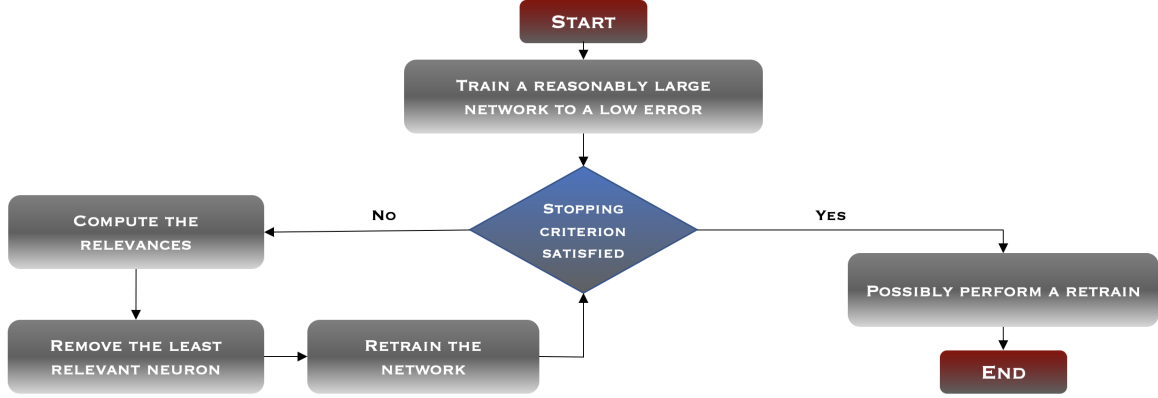 Start
Train a reasonably large
network to a low error
Stopping
criterion
satisfied
No
Yes
Compute the
relevances
Remove the least
relevant neuron
Retrain the
network
Possibly perform a retrain
End